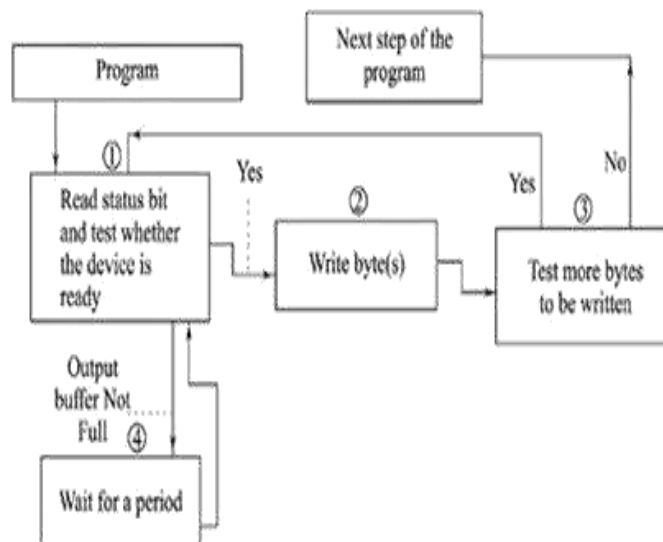 Program
Next step of the
program
①
Read status bit
and test whether
the device is
ready
Yes
②
Write byte(s)
Yes
No
③
Test more bytes
to be written
Output
buffer Not
Full
④
Wait for a period